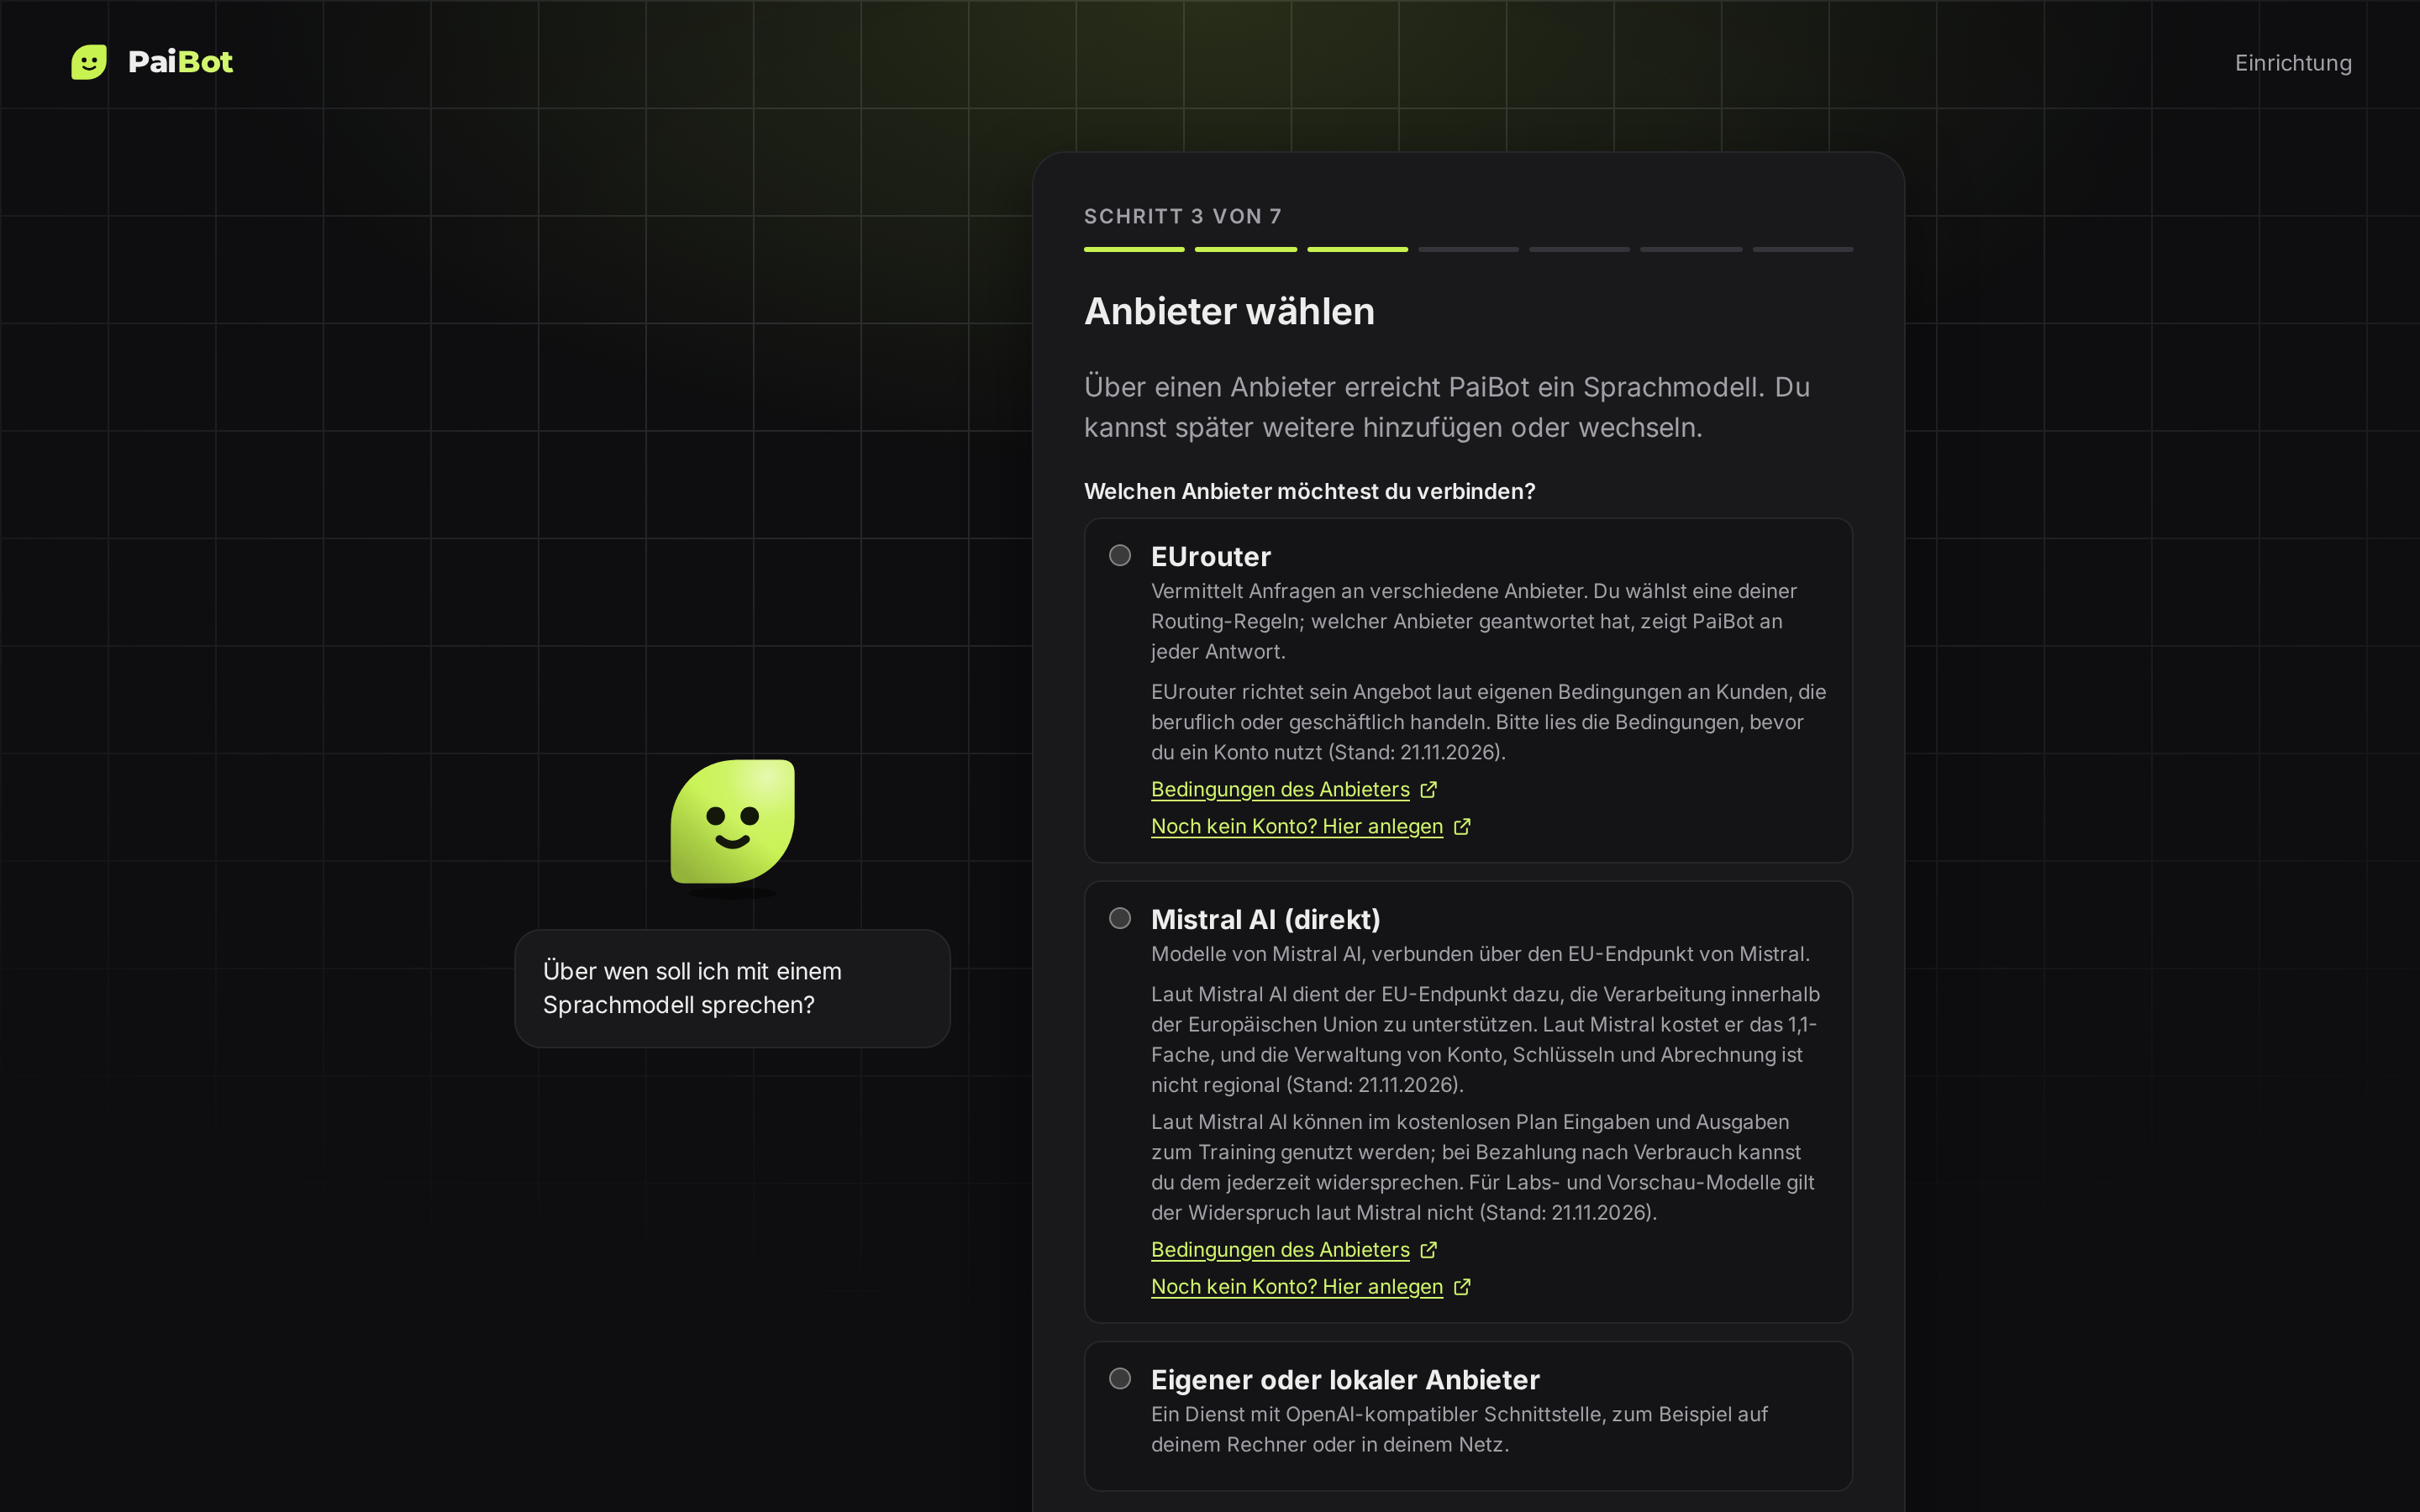 PaiBot
Einrichtung
SCHRITT 3 VON 7
Anbieter wählen
Über einen Anbieter erreicht PaiBot ein Sprachmodell. Du
kannst später weitere hinzufügen oder wechseln.
Welchen Anbieter möchtest du verbinden?
EUrouter
Vermittelt Anfragen an verschiedene Anbieter. Du wählst eine deiner
Routing-Regeln; welcher Anbieter geantwortet hat, zeigt PaiBot an
jeder Antwort.
EUrouter richtet sein Angebot laut eigenen Bedingungen an Kunden, die
beruflich oder geschäftlich handeln. Bitte lies die Bedingungen, bevor
du ein Konto nutzt (Stand: 21.11.2026).
Bedingungen des Anbieters
Noch kein Konto? Hier anlegen
Über wen soll ich mit einem
Sprachmodell sprechen?
Mistral AI (direkt)
Modelle von Mistral AI, verbunden über den EU-Endpunkt von Mistral.
Laut Mistral AI dient der EU-Endpunkt dazu, die Verarbeitung innerhalb
der Europäischen Union zu unterstützen. Laut Mistral kostet er das 1,1-
Fache, und die Verwaltung von Konto, Schlüsseln und Abrechnung ist
nicht regional (Stand: 21.11.2026).
Laut Mistral AI können im kostenlosen Plan Eingaben und Ausgaben
zum Training genutzt werden; bei Bezahlung nach Verbrauch kannst
du dem jederzeit widersprechen. Für Labs- und Vorschau-Modelle gilt
der Widerspruch laut Mistral nicht (Stand: 21.11.2026).
Bedingungen des Anbieters
Noch kein Konto? Hier anlegen
Eigener oder lokaler Anbieter
Ein Dienst mit OpenAI-kompatibler Schnittstelle, zum Beispiel auf
deinem Rechner oder in deinem Netz.